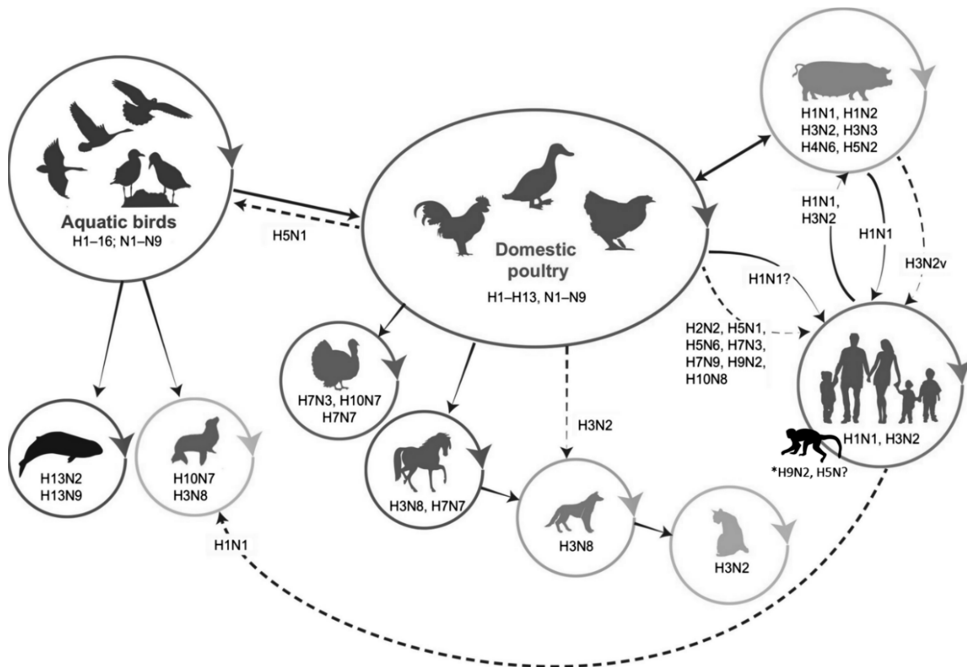 Aquatic birds
H1–16; N1–N9
H5N1
Domestic
poultry
H1–H13, N1–N9
H1N1, H1N2
H3N2, H3N3
H4N6, H5N2
H1N1,
H3N2
H1N1
H3N2v
H1N1?
H2N2, H5N1,
H5N6, H7N3,
H7N9, H9N2,
H10N8
H1N1, H3N2
*H9N2, H5N?
H7N3, H10N7
H7N7
H3N8, H7N7
H3N2
H3N8
H3N2
H13N2
H13N9
H10N7
H3N8
H1N1